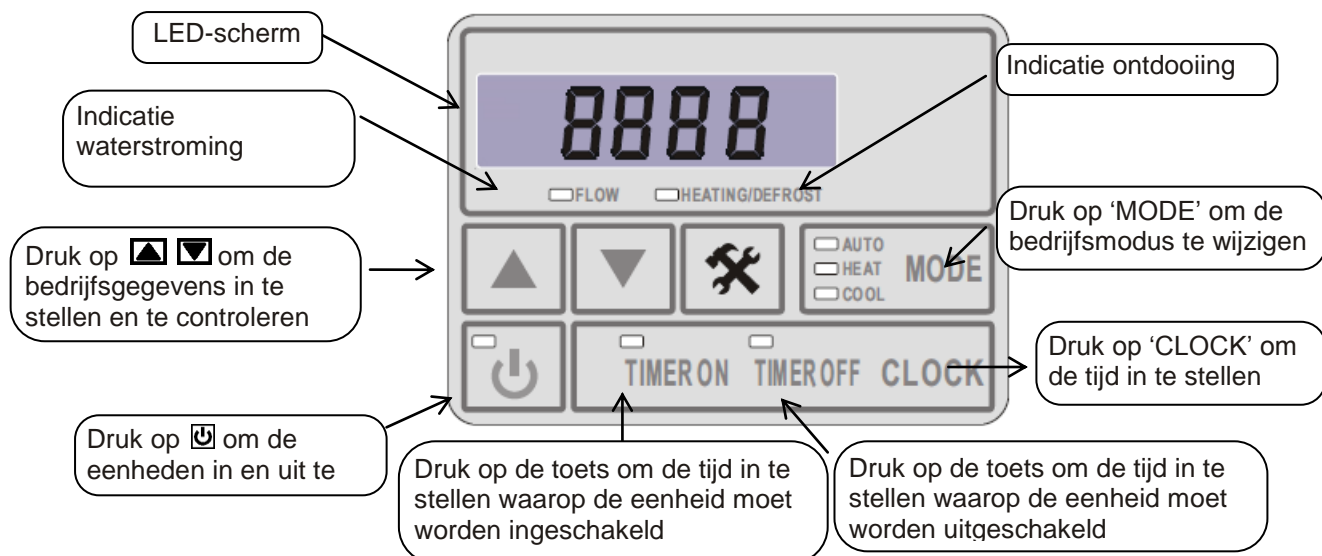 LED-scherm
Indicatie ontdooiing
8888
Indicatie
waterstroming
FLOW
HEATING/DEFROST
Druk op ‘MODE’ om de
bedrijfsmodus te wijzigen
Druk op ▲ ▼ om de
bedrijfsgegevens in te
stellen en te controleren
AUTO
HEAT
COOL
MODE
Druk op ‘CLOCK’ om
de tijd in te stellen
TIMER ON
TIMER OFF
CLOCK
Druk op ⏻ om de
eenheden in en uit te
Druk op de toets om de tijd in te
stellen waarop de eenheid moet
worden ingeschakeld
Druk op de toets om de tijd in te
stellen waarop de eenheid moet
worden uitgeschakeld